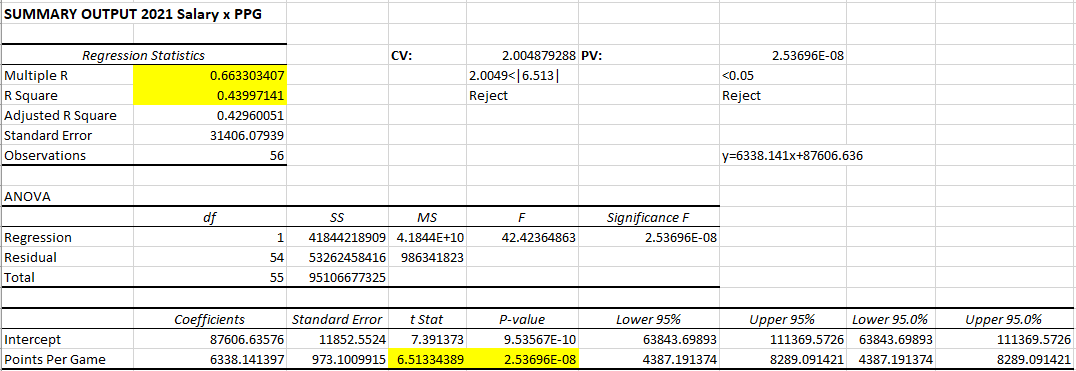 SUMMARY OUTPUT 2021 Salary x PPG
Regression Statistics CV: 2.004879288 PV: 2.53696E-08
Multiple R 0.663303407 2.0049<|6.513| <0.05
R Square 0.43997141 Reject Reject
Adjusted R Square 0.42960051
Standard Error 31406.07939
Observations 56 y=6338.141x+87606.636
ANOVA
df SS MS F Significance F
Regression 1 41844218909 4.1844E+10 42.42364863 2.53696E-08
Residual 54 53262458416 986341823
Total 55 95106677325
Coefficients Standard Error t Stat P-value Lower 95% Upper 95% Lower 95.0% Upper 95.0%
Intercept 87606.63576 11852.5524 7.391373 9.53567E-10 63843.69893 111369.5726 63843.69893 111369.5726
Points Per Game 6338.141397 973.1009915 6.51334389 2.53696E-08 4387.191374 8289.091421 4387.191374 8289.091421